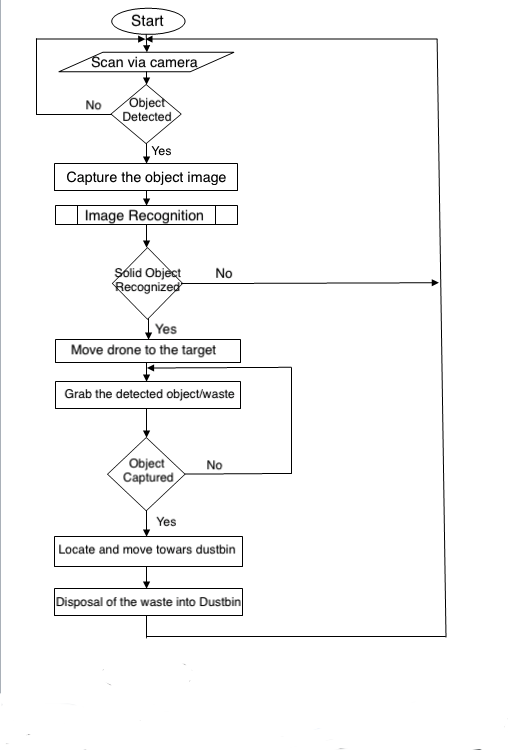 Start
Scan via camera
Object
Detected
No
Yes
Capture the object image
Image Recognition
Solid Object
Recognized
No
Yes
Move drone to the target
Grab the detected object/waste
Object
Captured
No
Yes
Locate and move towars dustbin
Disposal of the waste into Dustbin